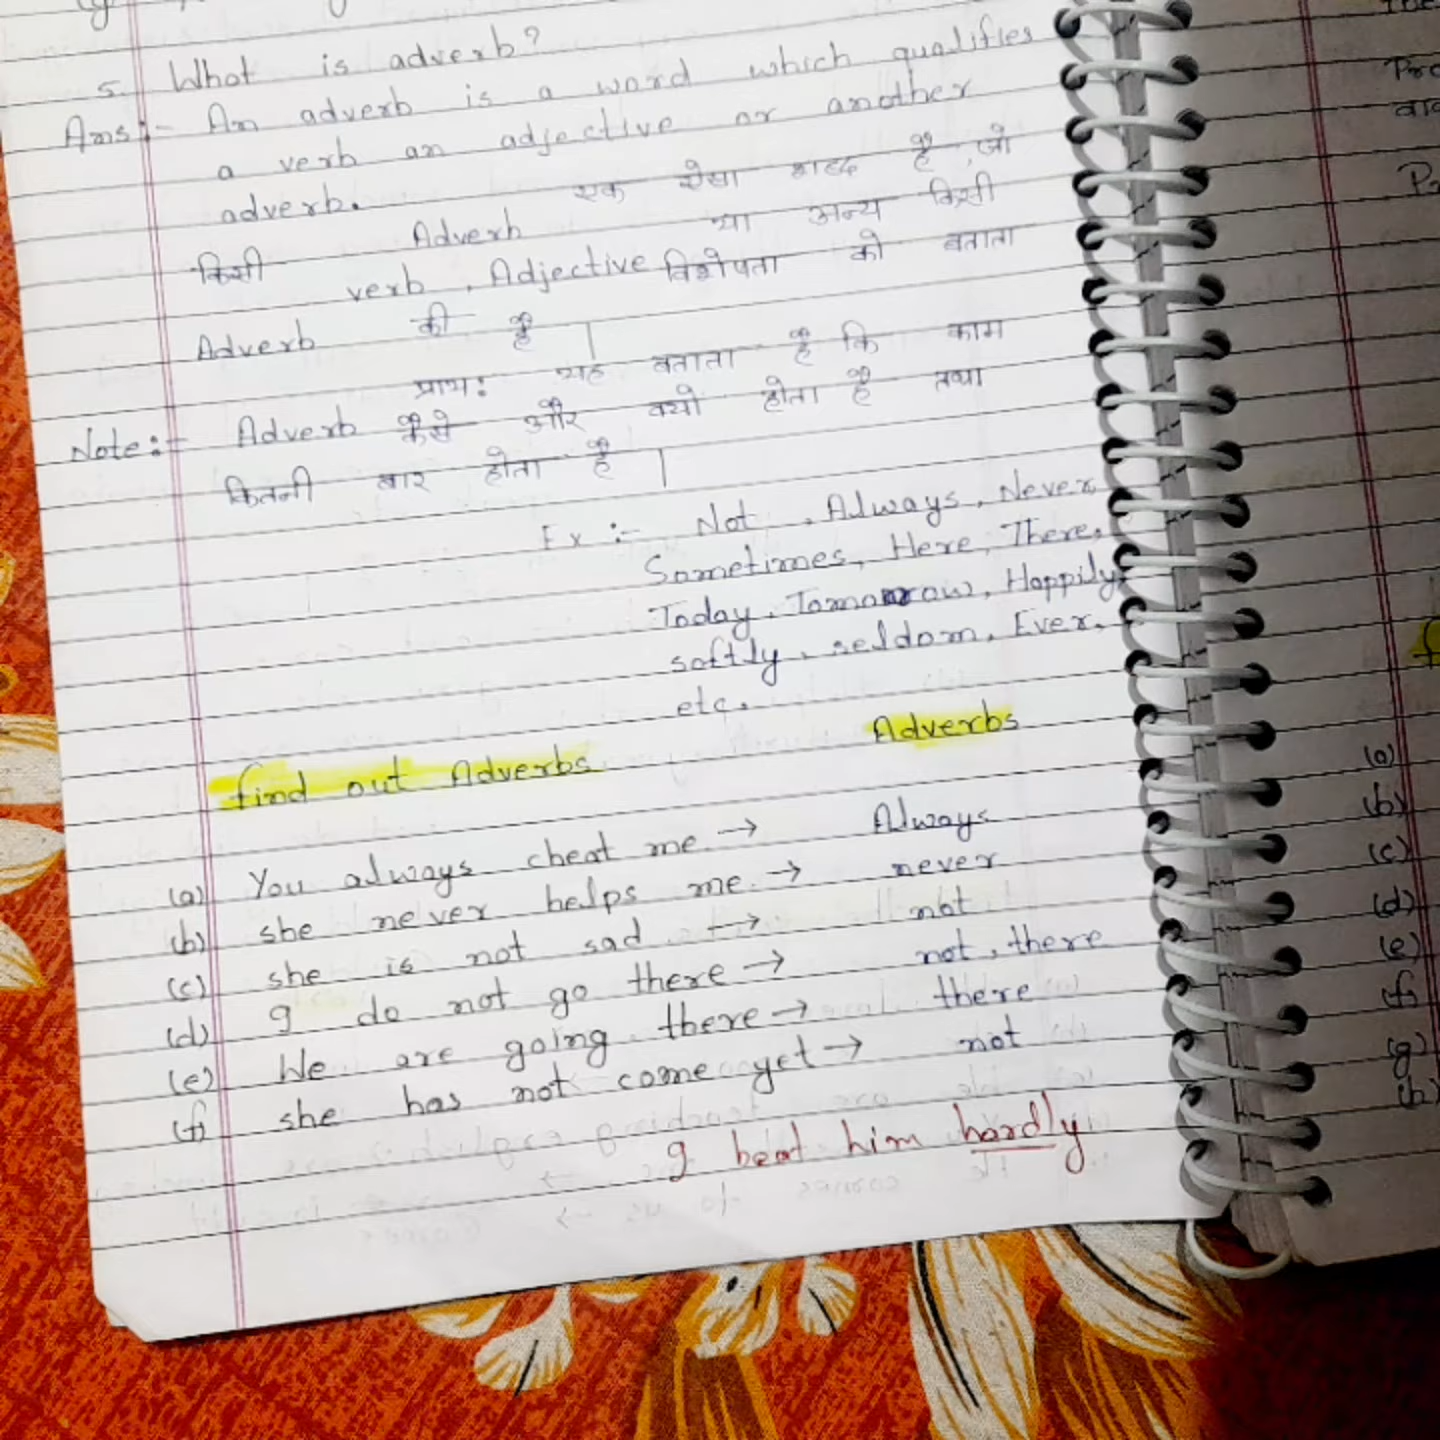 5. What is adverb?
Ans:- An adverb is a word which qualifies
a verb an adjective or another
adverb.
Adverb एक ऐसा शब्द है, जो
किसी verb, Adjective या अन्य किसी
Adverb की विशेषता को बताता
है |
Note:- Adverb प्रायः यह बताता है कि काम
कैसे और क्यों होता है तथा
कितनी बार होता है |
Ex :- Not, Always, Never,
Sometimes, Here, There,
Today, Tomorrow, Happily,
softly, seldom, Ever,
etc.
find out Adverbs Adverbs
(a) You always cheat me. → Always
(b) she never helps me. → never
(c) she is not sad → not
(d) I do not go there → not, there
(e) We are going there → there
(f) she has not come yet → not
I beat him hardly
(a)
(b)
(c)
(d)
(e)
(f)
(g)
(h)